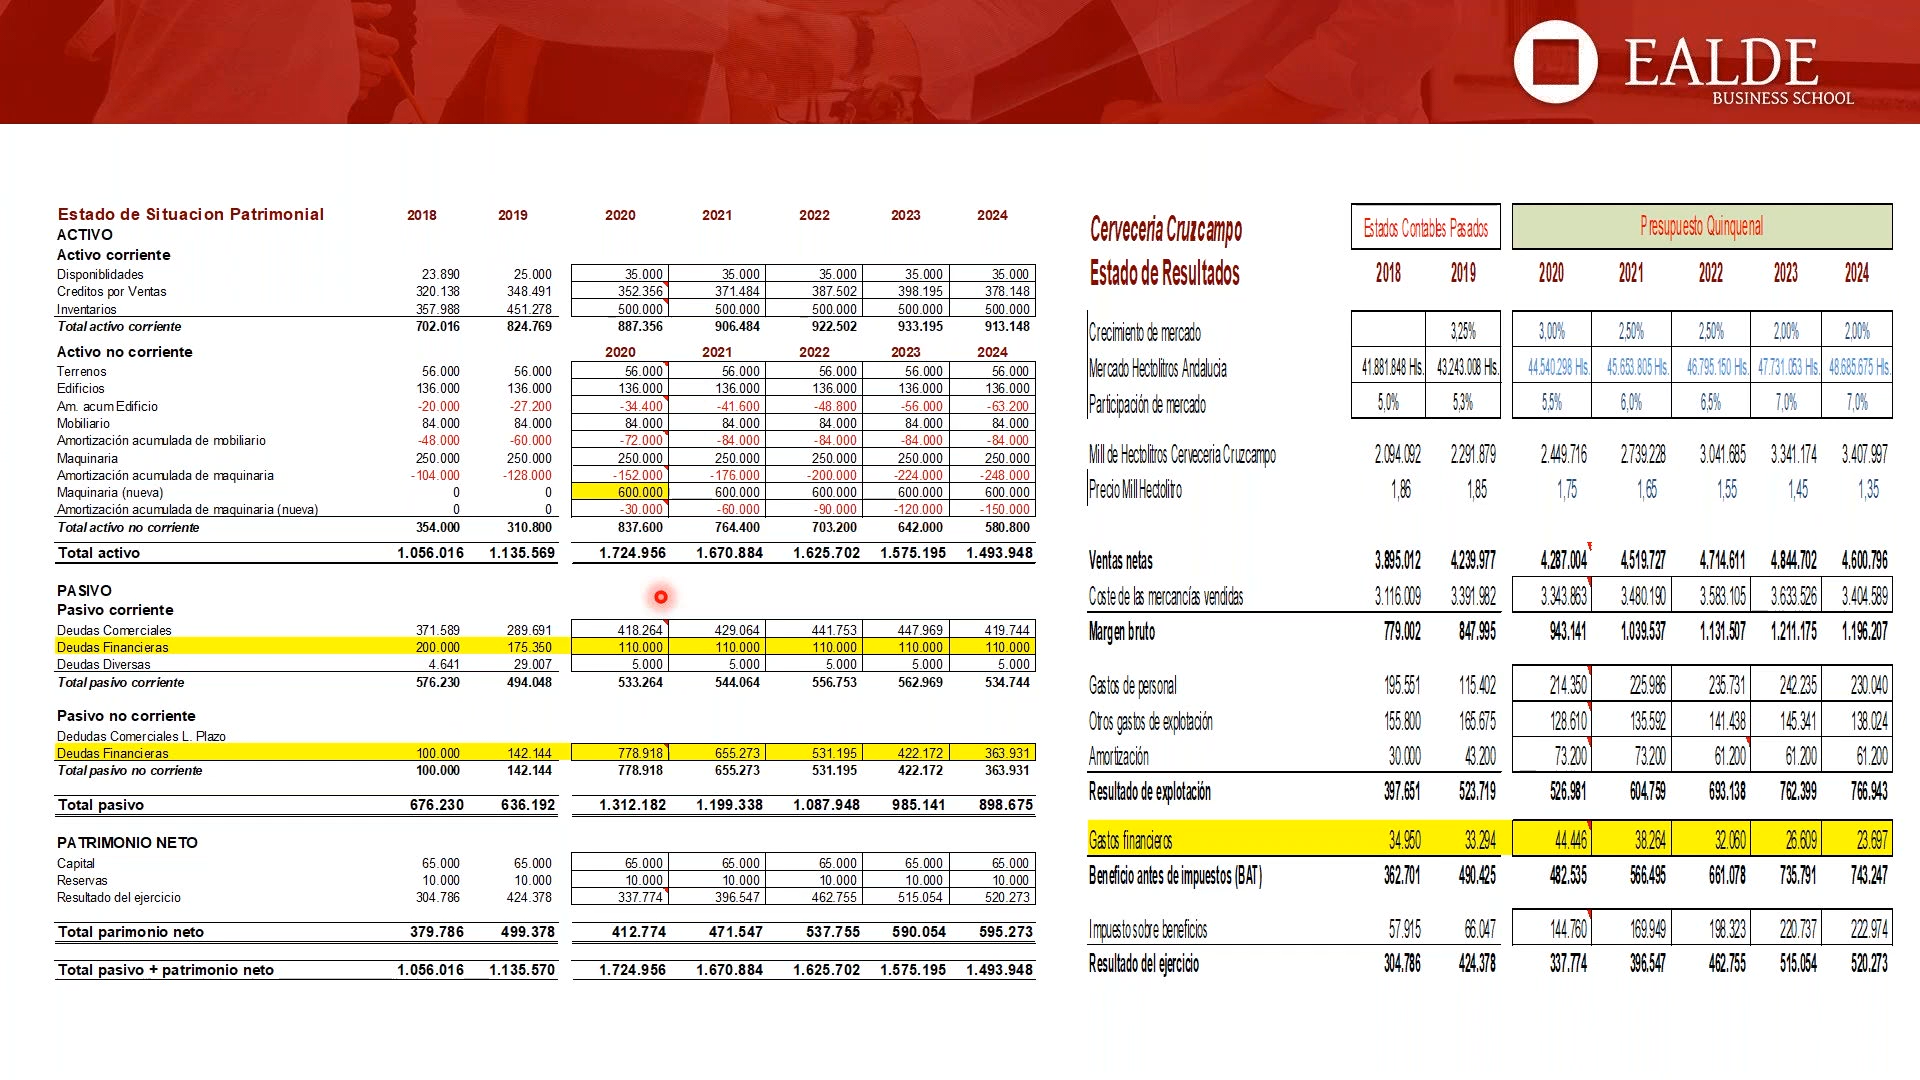 EALDE
BUSINESS SCHOOL
Estado de Situacion Patrimonial 2018 2019 2020 2021 2022 2023 2024
ACTIVO
Activo corriente
Disponiblidades 23.890 25.000 35.000 35.000 35.000 35.000 35.000
Creditos por Ventas 320.138 348.491 352.356 371.484 387.502 398.195 378.148
Inventarios 357.988 451.278 500.000 500.000 500.000 500.000 500.000
Total activo corriente 702.016 824.769 887.356 906.484 922.502 933.195 913.148
Activo no corriente 2020 2021 2022 2023 2024
Terrenos 56.000 56.000 56.000 56.000 56.000 56.000 56.000
Edificios 136.000 136.000 136.000 136.000 136.000 136.000 136.000
Am. acum Edificio -20.000 -27.200 -34.400 -41.600 -48.800 -56.000 -63.200
Mobiliario 84.000 84.000 84.000 84.000 84.000 84.000 84.000
Amortización acumulada de mobiliario -48.000 -60.000 -72.000 -84.000 -84.000 -84.000 -84.000
Maquinaria 250.000 250.000 250.000 250.000 250.000 250.000 250.000
Amortización acumulada de maquinaria -104.000 -128.000 -152.000 -176.000 -200.000 -224.000 -248.000
Maquinaria (nueva) 0 0 600.000 600.000 600.000 600.000 600.000
Amortización acumulada de maquinaria (nueva) 0 0 -30.000 -60.000 -90.000 -120.000 -150.000
Total activo no corriente 354.000 310.800 837.600 764.400 703.200 642.000 580.800
Total activo 1.056.016 1.135.569 1.724.956 1.670.884 1.625.702 1.575.195 1.493.948
PASIVO
Pasivo corriente
Deudas Comerciales 371.589 289.691 418.264 429.064 441.753 447.969 419.744
Deudas Financieras 200.000 175.350 110.000 110.000 110.000 110.000 110.000
Deudas Diversas 4.641 29.007 5.000 5.000 5.000 5.000 5.000
Total pasivo corriente 576.230 494.048 533.264 544.064 556.753 562.969 534.744
Pasivo no corriente
Dedudas Comerciales L. Plazo
Deudas Financieras 100.000 142.144 778.918 655.273 531.195 422.172 363.931
Total pasivo no corriente 100.000 142.144 778.918 655.273 531.195 422.172 363.931
Total pasivo 676.230 636.192 1.312.182 1.199.338 1.087.948 985.141 898.675
PATRIMONIO NETO
Capital 65.000 65.000 65.000 65.000 65.000 65.000 65.000
Reservas 10.000 10.000 10.000 10.000 10.000 10.000 10.000
Resultado del ejercicio 304.786 424.378 337.774 396.547 462.755 515.054 520.273
Total parimonio neto 379.786 499.378 412.774 471.547 537.755 590.054 595.273
Total pasivo + patrimonio neto 1.056.016 1.135.570 1.724.956 1.670.884 1.625.702 1.575.195 1.493.948
Cervecería Cruzcampo Estados Contables Pasados Presupuesto Quinquenal
Estado de Resultados 2018 2019 2020 2021 2022 2023 2024
Crecimiento de mercado 3,25% 3,00% 2,50% 2,50% 2,00% 2,00%
Mercado Hectolitros Andalucia 41.881.848 Hls. 43.243.008 Hls. 44.540.298 Hls. 45.653.805 Hls. 46.795.150 Hls. 47.731.053 Hls. 48.685.675 Hls.
Participación de mercado 5,0% 5,3% 5,5% 6,0% 6,5% 7,0% 7,0%
Mill de Hectolitros Cerveceria Cruzcampo 2.094.092 2.291.879 2.449.716 2.739.228 3.041.685 3.341.174 3.407.997
Precio Mill Hectolitro 1,86 1,85 1,75 1,65 1,55 1,45 1,35
Ventas netas 3.895.012 4.239.977 4.287.004 4.519.727 4.714.611 4.844.702 4.600.796
Coste de las mercancías vendidas 3.116.009 3.391.982 3.343.863 3.480.190 3.583.105 3.633.526 3.404.589
Margen bruto 779.002 847.995 943.141 1.039.537 1.131.507 1.211.175 1.196.207
Gastos de personal 195.551 115.402 214.350 225.986 235.731 242.235 230.040
Otros gastos de explotación 155.800 165.675 128.610 135.592 141.438 145.341 138.024
Amortización 30.000 43.200 73.200 73.200 61.200 61.200 61.200
Resultado de explotación 397.651 523.719 526.981 604.759 693.138 762.399 766.943
Gastos financieros 34.950 33.294 44.446 38.264 32.060 26.609 23.697
Beneficio antes de impuestos (BAT) 362.701 490.425 482.535 566.495 661.078 735.791 743.247
Impuesto sobre beneficios 57.915 66.047 144.760 169.949 198.323 220.737 222.974
Resultado del ejercicio 304.786 424.378 337.774 396.547 462.755 515.054 520.273